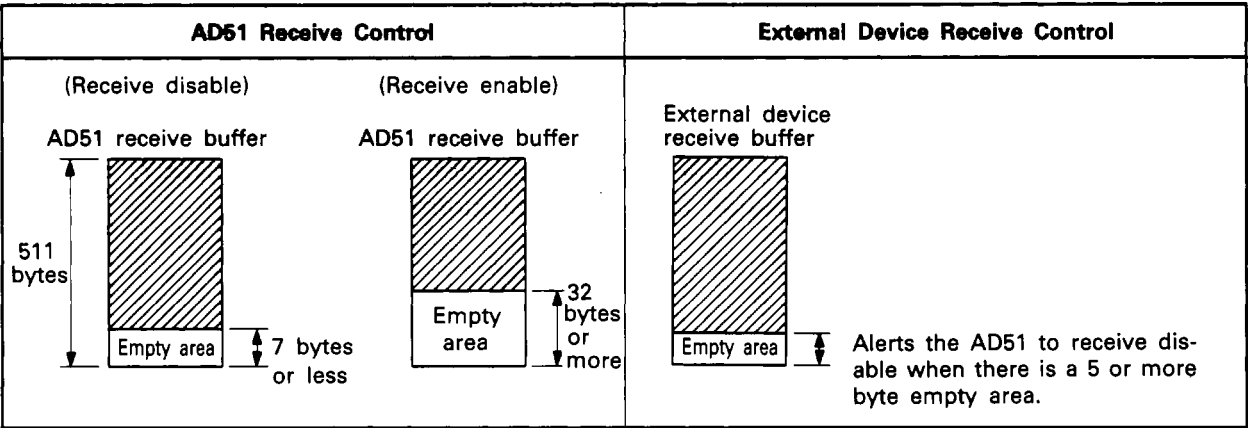 AD51 Receive Control
External Device Receive Control
(Receive disable)
AD51 receive buffer
511
bytes
Empty area
7 bytes
or less
(Receive enable)
AD51 receive buffer
Empty
area
32
bytes
or
more
External device
receive buffer
Empty area
Alerts the AD51 to receive dis-
able when there is a 5 or more
byte empty area.